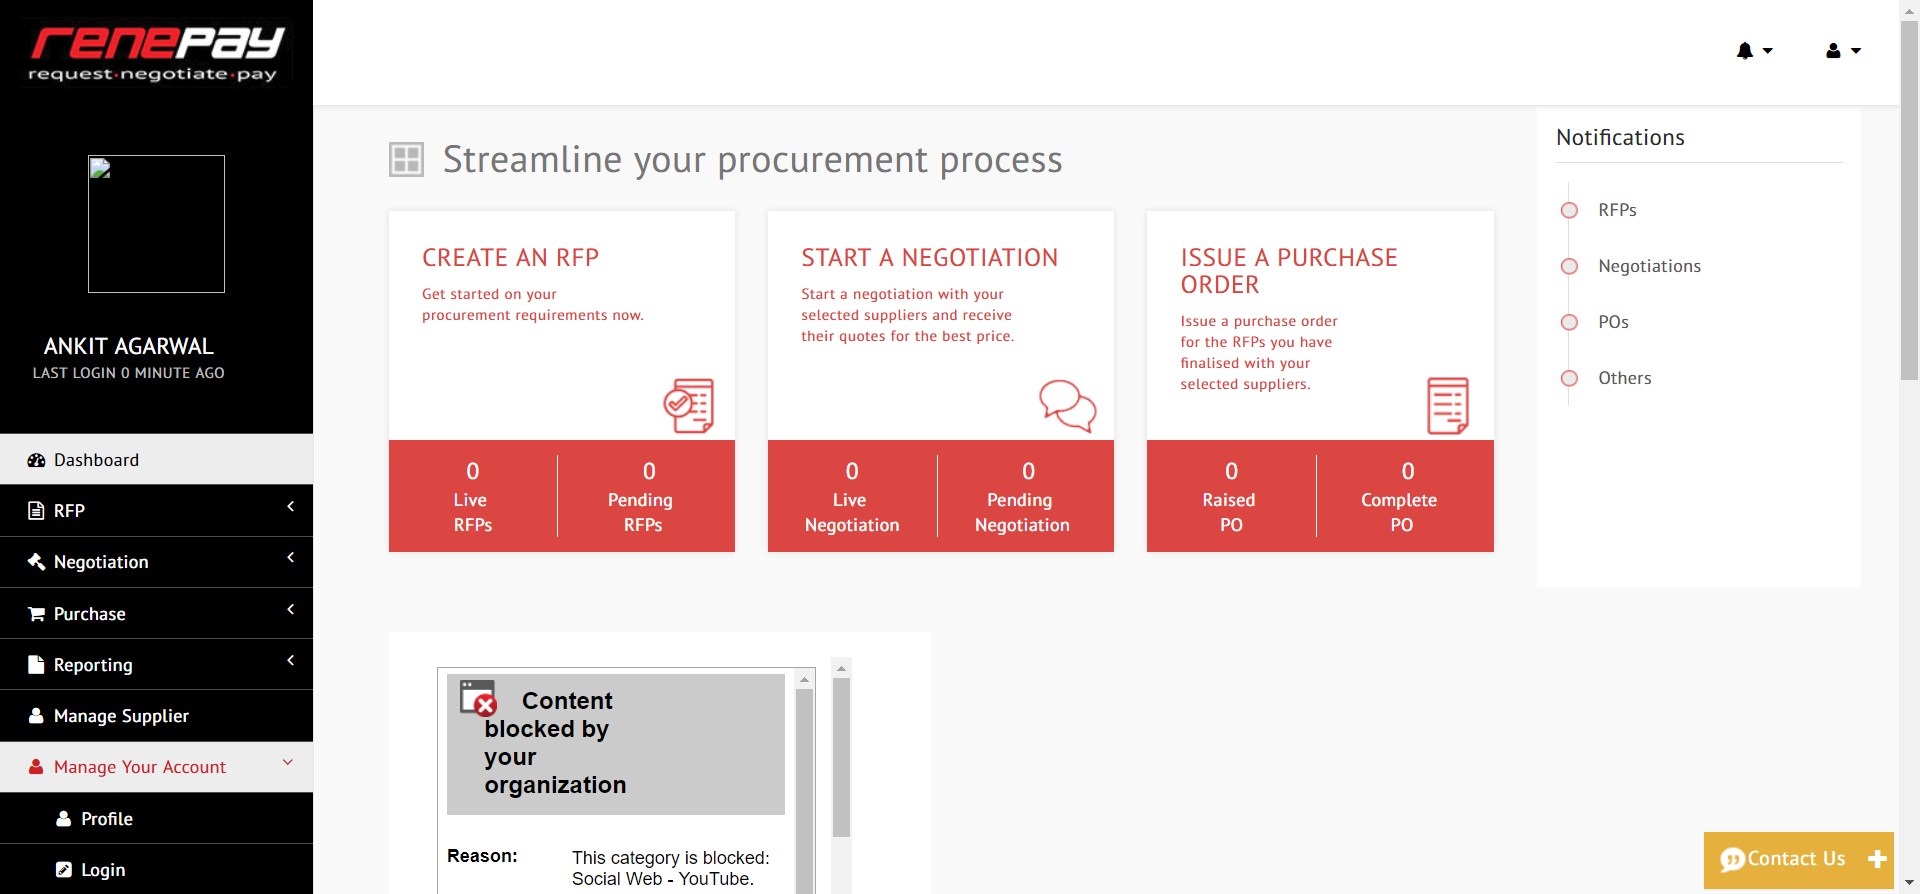 renepay
request•negotiate•pay
ANKIT AGARWAL
LAST LOGIN 0 MINUTE AGO
Dashboard
RFP
Negotiation
Purchase
Reporting
Manage Supplier
Manage Your Account
Profile
Login
Streamline your procurement process
CREATE AN RFP
Get started on your
procurement requirements now.
0
Live
RFPs
0
Pending
RFPs
START A NEGOTIATION
Start a negotiation with your
selected suppliers and receive
their quotes for the best price.
0
Live
Negotiation
0
Pending
Negotiation
ISSUE A PURCHASE
ORDER
Issue a purchase order
for the RFPs you have
finalised with your
selected suppliers.
0
Raised
PO
0
Complete
PO
Notifications
RFPs
Negotiations
POs
Others
Content
blocked by
your
organization
Reason:
This category is blocked:
Social Web - YouTube.
Contact Us